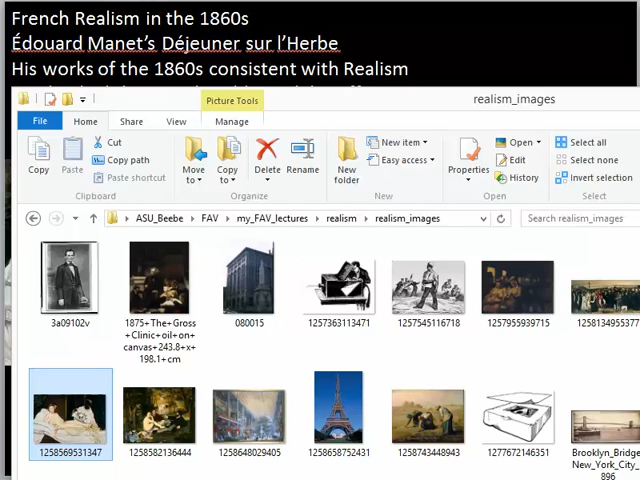 French Realism in the 1860s
Édouard Manet's Déjeuner sur l'Herbe
His works of the 1860s consistent with Realism
Picture Tools
realism_images
File
Home
Share
View
Manage
Copy
Paste
Cut
Copy path
Paste shortcut
Move to
Copy to
Delete
Rename
New folder
New item
Easy access
Properties
Open
Edit
History
Select all
Select none
Invert selection
Clipboard
Organize
New
Open
Select
ASU_Beebe
FAV
my_FAV_lectures
realism
realism_images
Search realism_images
3a09102v
1875+The+Gross
+Clinic+oil+on+
canvas+243.8+x+
198.1+cm
080015
1257363113471
1257545116718
1257955939715
1258134955377
1258569531347
1258582136444
1258648029405
1258658752431
1258743448943
1277672146351
Brooklyn_Bridge
New_York_City_
896